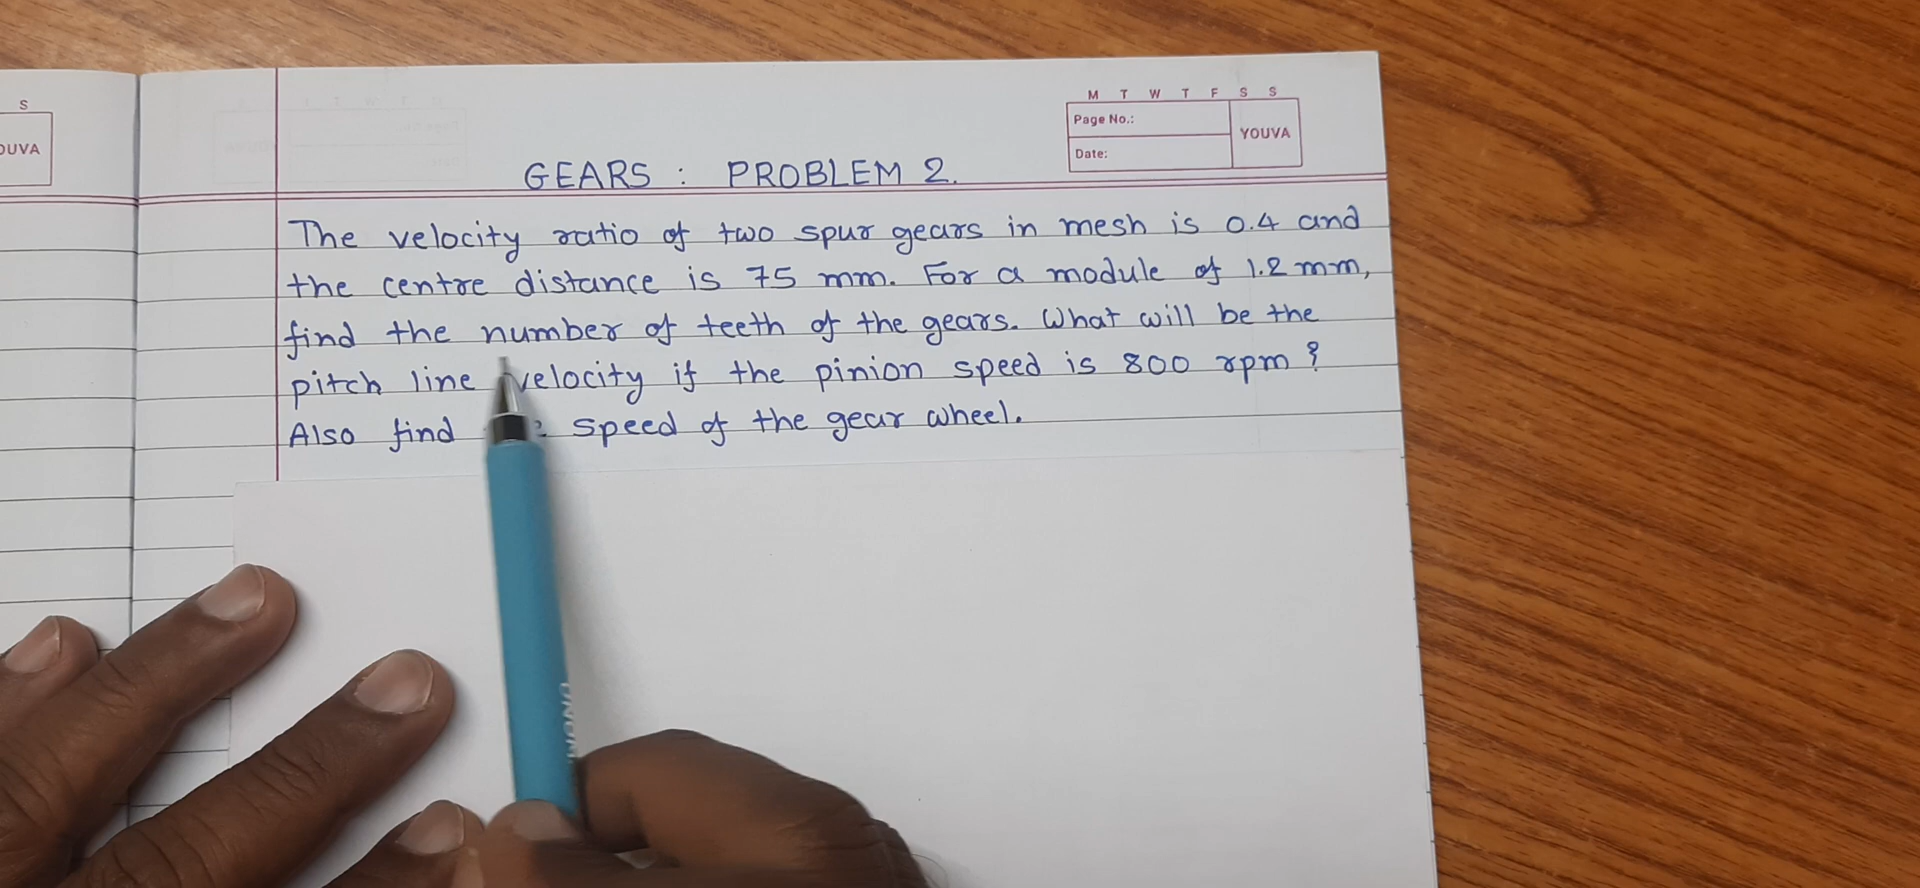 S
OUVA
M T W T F S S
Page No.:
YOUVA
Date:
GEARS : PROBLEM 2.
The velocity ratio of two spur gears in mesh is 0.4 and
the centre distance is 75 mm. For a module of 1.2 mm,
find the number of teeth of the gears. What will be the
pitch line velocity if the pinion speed is 800 rpm ?
Also find speed of the gear wheel.